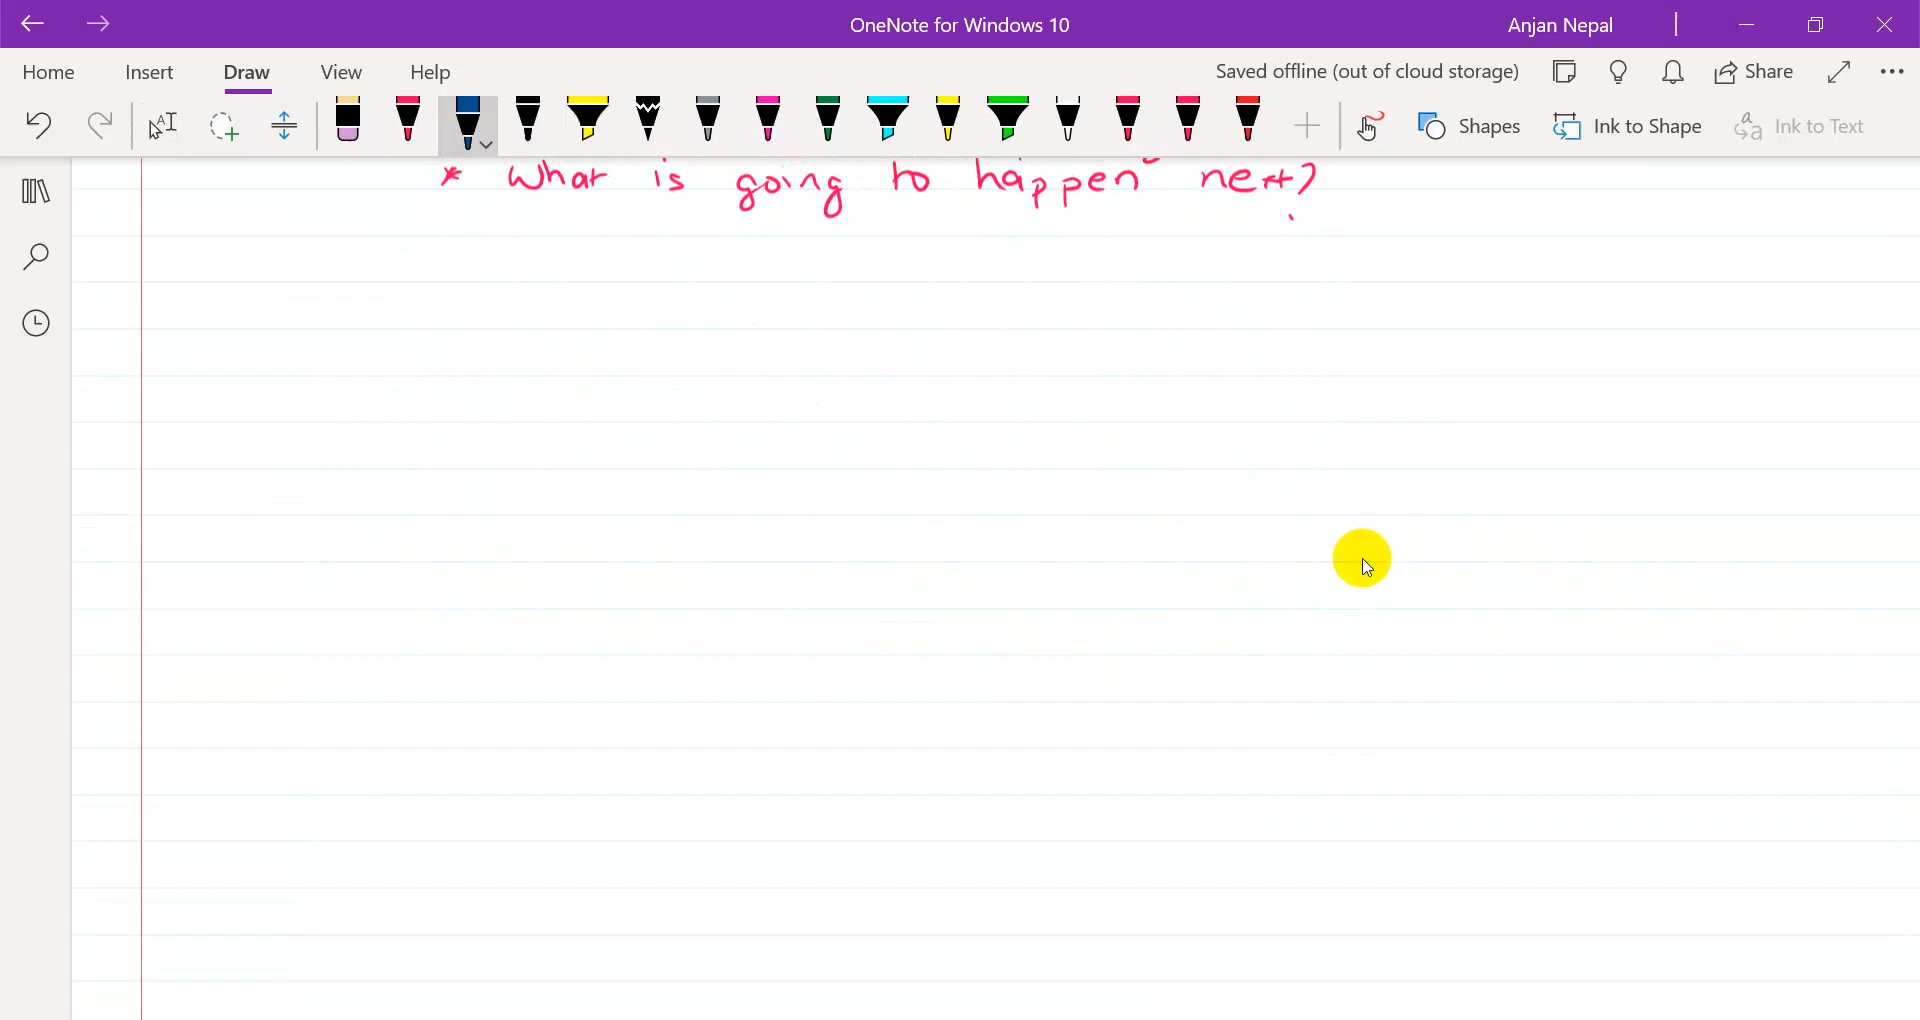 OneNote for Windows 10
Anjan Nepal
Home Insert Draw View Help
Saved offline (out of cloud storage)
Share
Shapes
Ink to Shape
Ink to Text
* What is going to happen next?